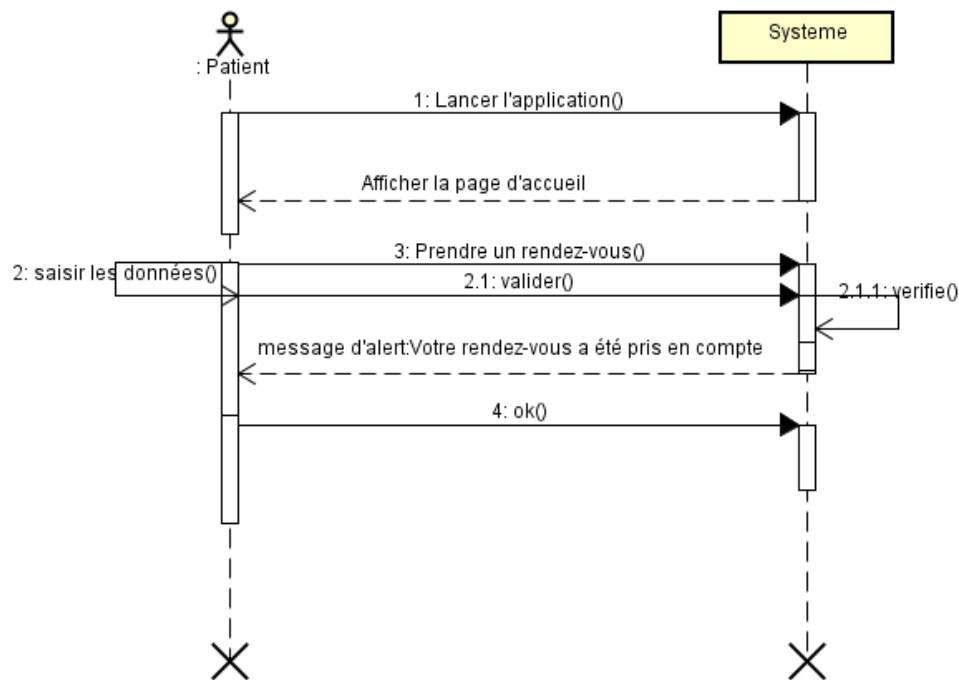 : Patient
Systeme
1: Lancer l'application()
Afficher la page d'accueil
3: Prendre un rendez-vous()
2: saisir les données()
2.1: valider()
2.1.1: verifie()
message d'alert:Votre rendez-vous a été pris en compte
4: ok()